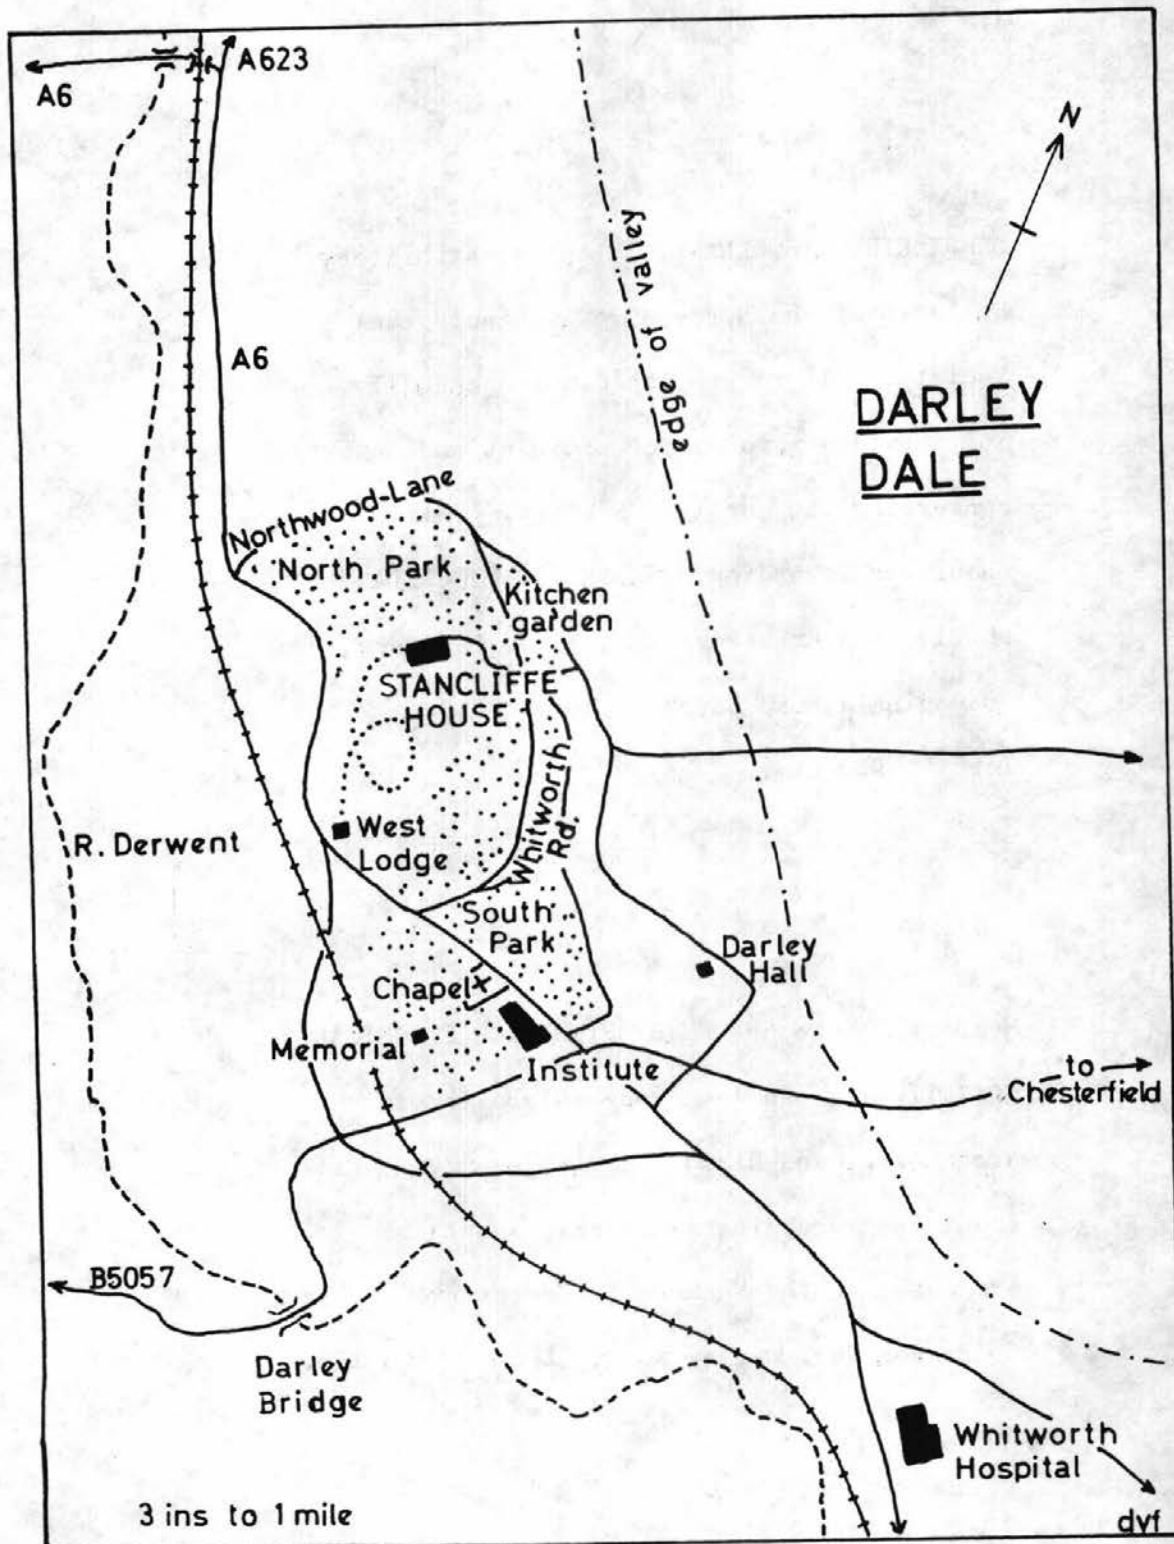 A623
A6
N
edge of valley
A6
DARLEY
DALE
Northwood-Lane
North Park
Kitchen
garden
STANCLIFFE
HOUSE
Whitworth
Rd.
West
Lodge
R. Derwent
South
Park
Darley
Hall
Chapel
Memorial
Institute
to
Chesterfield
B5057
Darley
Bridge
Whitworth
Hospital
3 ins to 1 mile
dvf